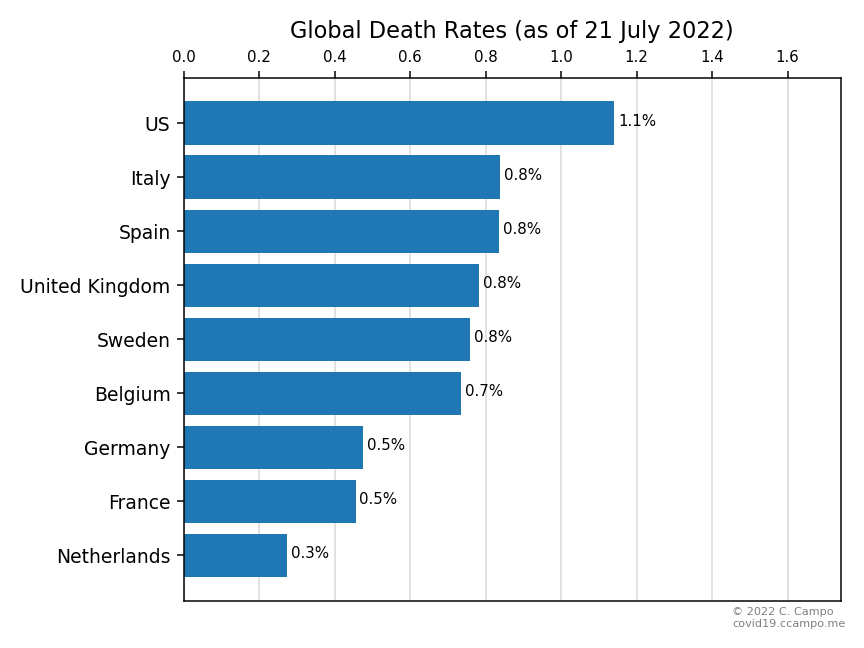 Global Death Rates (as of 21 July 2022)
0.0 0.2 0.4 0.6 0.8 1.0 1.2 1.4 1.6
US 1.1%
Italy 0.8%
Spain 0.8%
United Kingdom 0.8%
Sweden 0.8%
Belgium 0.7%
Germany 0.5%
France 0.5%
Netherlands 0.3%
© 2022 C. Campo
covid19.ccampo.me